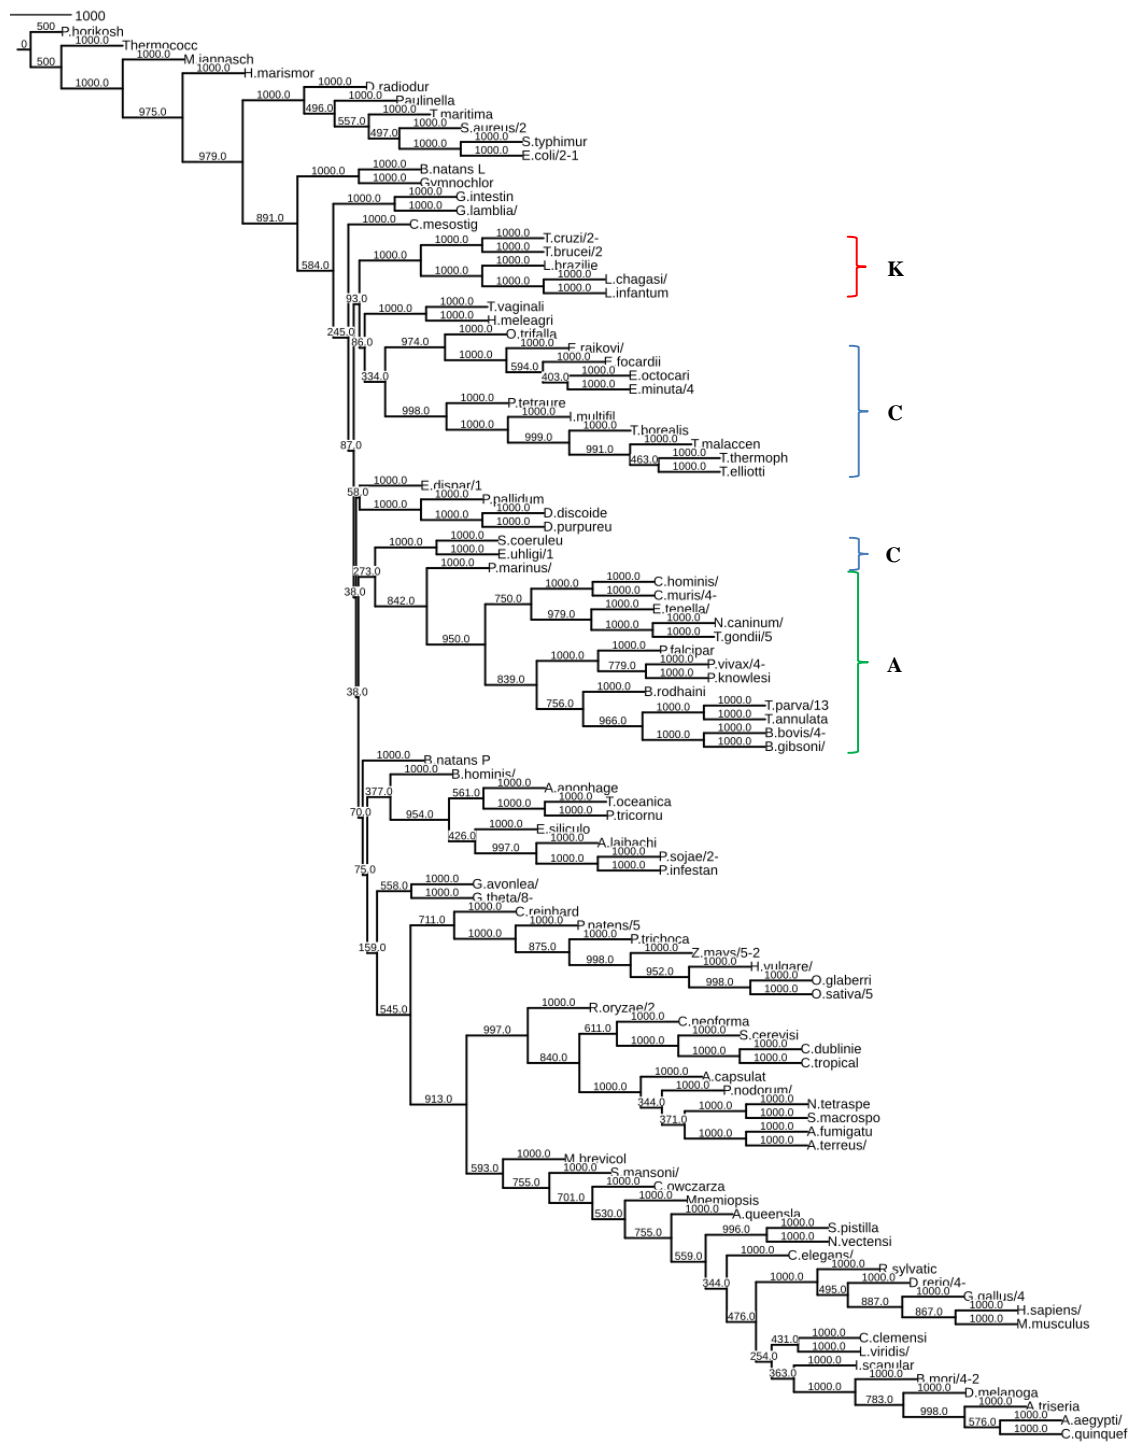 1000
500
P.horikosh
0
1000.0
Thermococc
500
1000.0
M.jannasch
1000.0
1000.0
H.marismor
975.0
1000.0
D.radiodur
1000.0
1000.0
Paulinella
496.0
1000.0
T.maritima
557.0
1000.0
S.aureus/2
497.0
1000.0
S.typhimur
1000.0
1000.0
E.coli/2-1
979.0
1000.0
B.natans L
1000.0
1000.0
Gymnochlor
1000.0
G.intestin
1000.0
1000.0
G.lamblia/
891.0
1000.0
C.mesostig
1000.0
T.cruzi/2-
1000.0
1000.0
T.brucei/2
1000.0
1000.0
L.brazilie
584.0
1000.0
1000.0
L.chagasi/
K
1000.0
L.infantum
93.0
1000.0
T.vaginali
1000.0
1000.0
H.meleagri
245.0
1000.0
O.trifalla
86.0
974.0
1000.0
E.raikovi/
1000.0
1000.0
E.focardii
594.0
1000.0
E.octocari
334.0
403.0
1000.0
E.minuta/4
1000.0
P.tetraure
998.0
1000.0
I.multifil
C
1000.0
1000.0
T.borealis
999.0
1000.0
T.malaccen
87.0
991.0
1000.0
T.thermoph
463.0
1000.0
T.elliotti
1000.0
E.dispar/1
58.0
1000.0
P.pallidum
1000.0
1000.0
D.discoide
1000.0
1000.0
D.purpureu
1000.0
S.coeruleu
1000.0
1000.0
E.uhligi/1
C
1000.0
P.marinus/
273.0
1000.0
C.hominis/
38.0
842.0
1000.0
1000.0
C.muris/4-
750.0
1000.0
E.tenella/
979.0
1000.0
N.caninum/
1000.0
1000.0
T.gondii/5
950.0
1000.0
P.falcipar
1000.0
1000.0
P.vivax/4-
A
779.0
1000.0
P.knowlesi
839.0
1000.0
B.rodhaini
38.0
756.0
1000.0
T.parva/13
1000.0
1000.0
T.annulata
966.0
1000.0
B.bovis/4-
1000.0
1000.0
B.gibsoni/
1000.0
B.natans P
1000.0
B.hominis/
377.0
1000.0
A.anophage
561.0
1000.0
T.oceanica
1000.0
70.0
954.0
1000.0
P.tricornu
1000.0
E.siliculo
426.0
1000.0
A.laibachi
997.0
1000.0
P.sojae/2-
1000.0
75.0
1000.0
P.infestan
1000.0
G.avonlea/
558.0
1000.0
G.theta/8-
1000.0
C.reinhard
711.0
1000.0
P.patens/5
1000.0
1000.0
P.trichoca
159.0
875.0
1000.0
Z.mays/5-2
998.0
1000.0
H.vulgare/
952.0
1000.0
O.glaberri
998.0
1000.0
O.sativa/5
545.0
1000.0
R.oryzae/2
997.0
1000.0
C.neoforma
611.0
1000.0
S.cerevisi
1000.0
1000.0
C.dublinie
1000.0
840.0
1000.0
C.tropical
1000.0
A.capsulat
1000.0
1000.0
P.nodorum/
913.0
344.0
1000.0
N.tetraspe
1000.0
1000.0
S.macrospo
371.0
1000.0
A.fumigatu
1000.0
1000.0
A.terreus/
1000.0
M.brevicol
593.0
1000.0
S.mansoni/
755.0
1000.0
C.owczarza
701.0
1000.0
Mnemiopsis
530.0
1000.0
A.queensla
755.0
1000.0
S.pistilla
996.0
1000.0
N.vectensi
559.0
1000.0
C.elegans/
1000.0
R.sylvatic
344.0
1000.0
1000.0
D.rerio/4-
495.0
1000.0
G.gallus/4
887.0
1000.0
H.sapiens/
867.0
476.0
1000.0
M.musculus
1000.0
C.clemensi
431.0
1000.0
L.viridis/
254.0
1000.0
I.scapular
363.0
1000.0
B.mori/4-2
1000.0
1000.0
D.melanoga
783.0
1000.0
A.triseria
998.0
1000.0
A.aegypti/
576.0
1000.0
C.quinquef